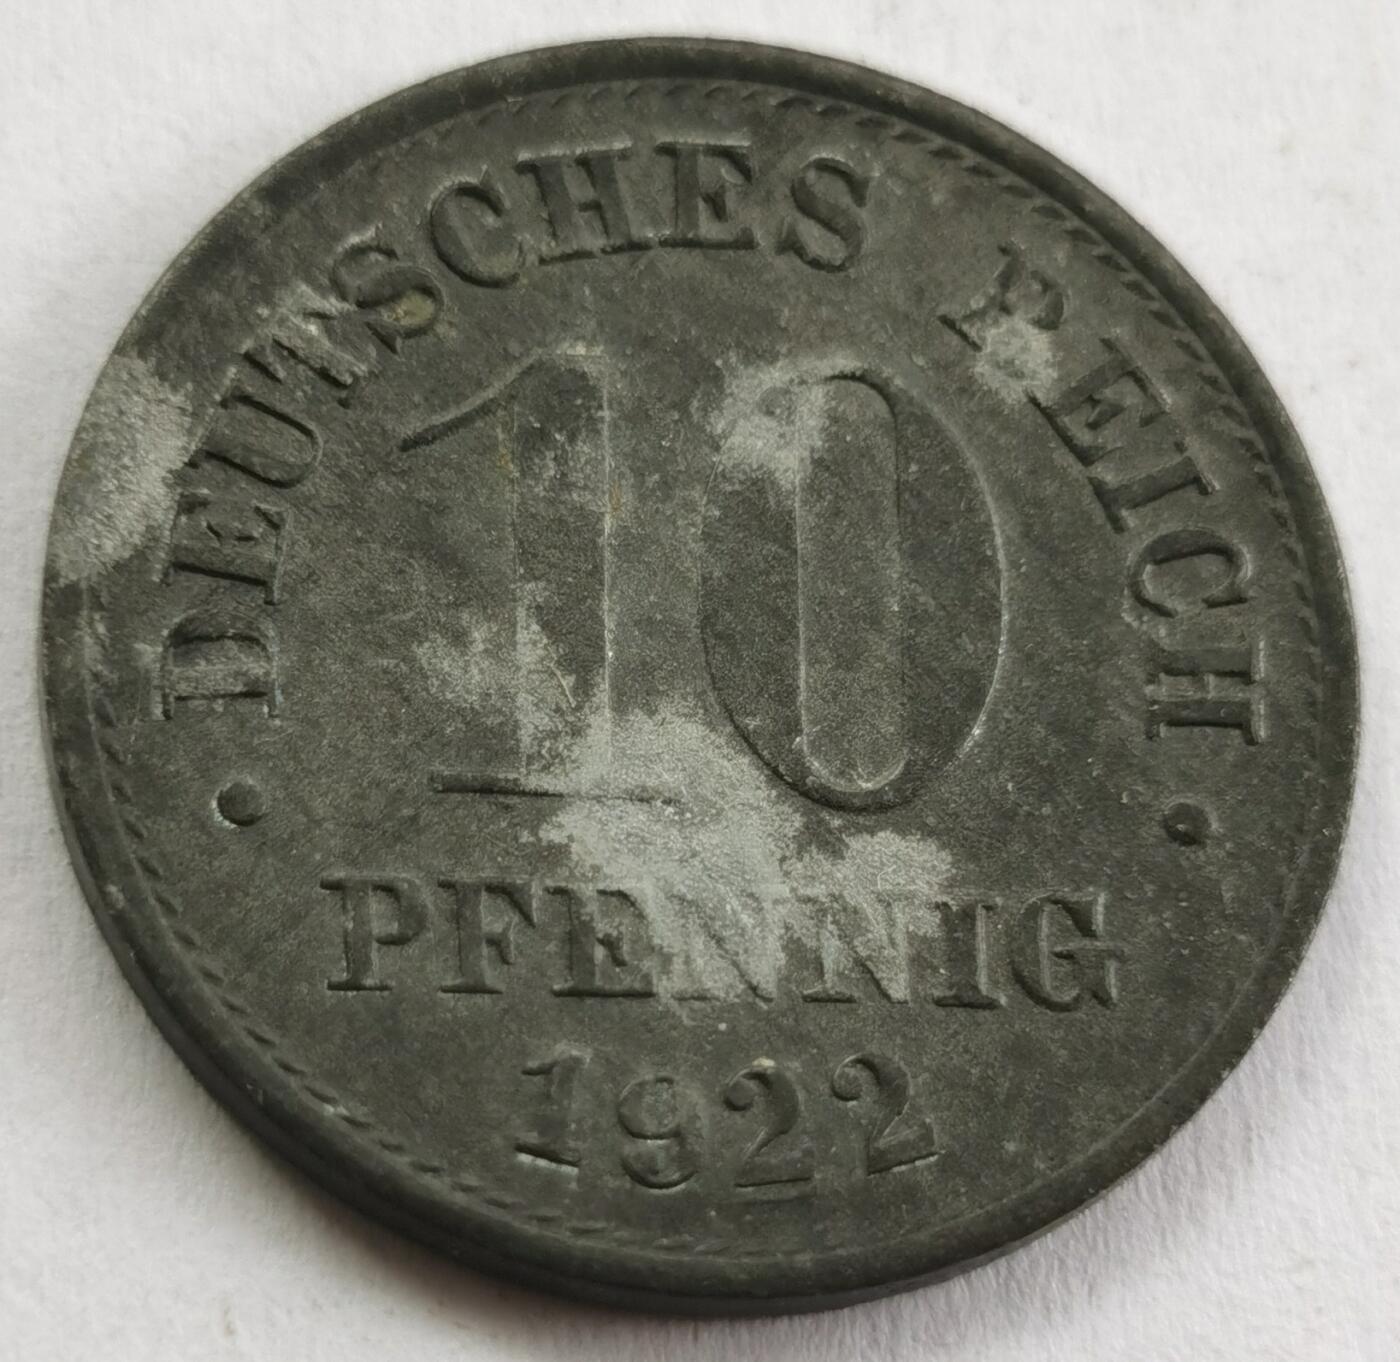 DEUTSCHES REICH
10
PFENNIG
1922